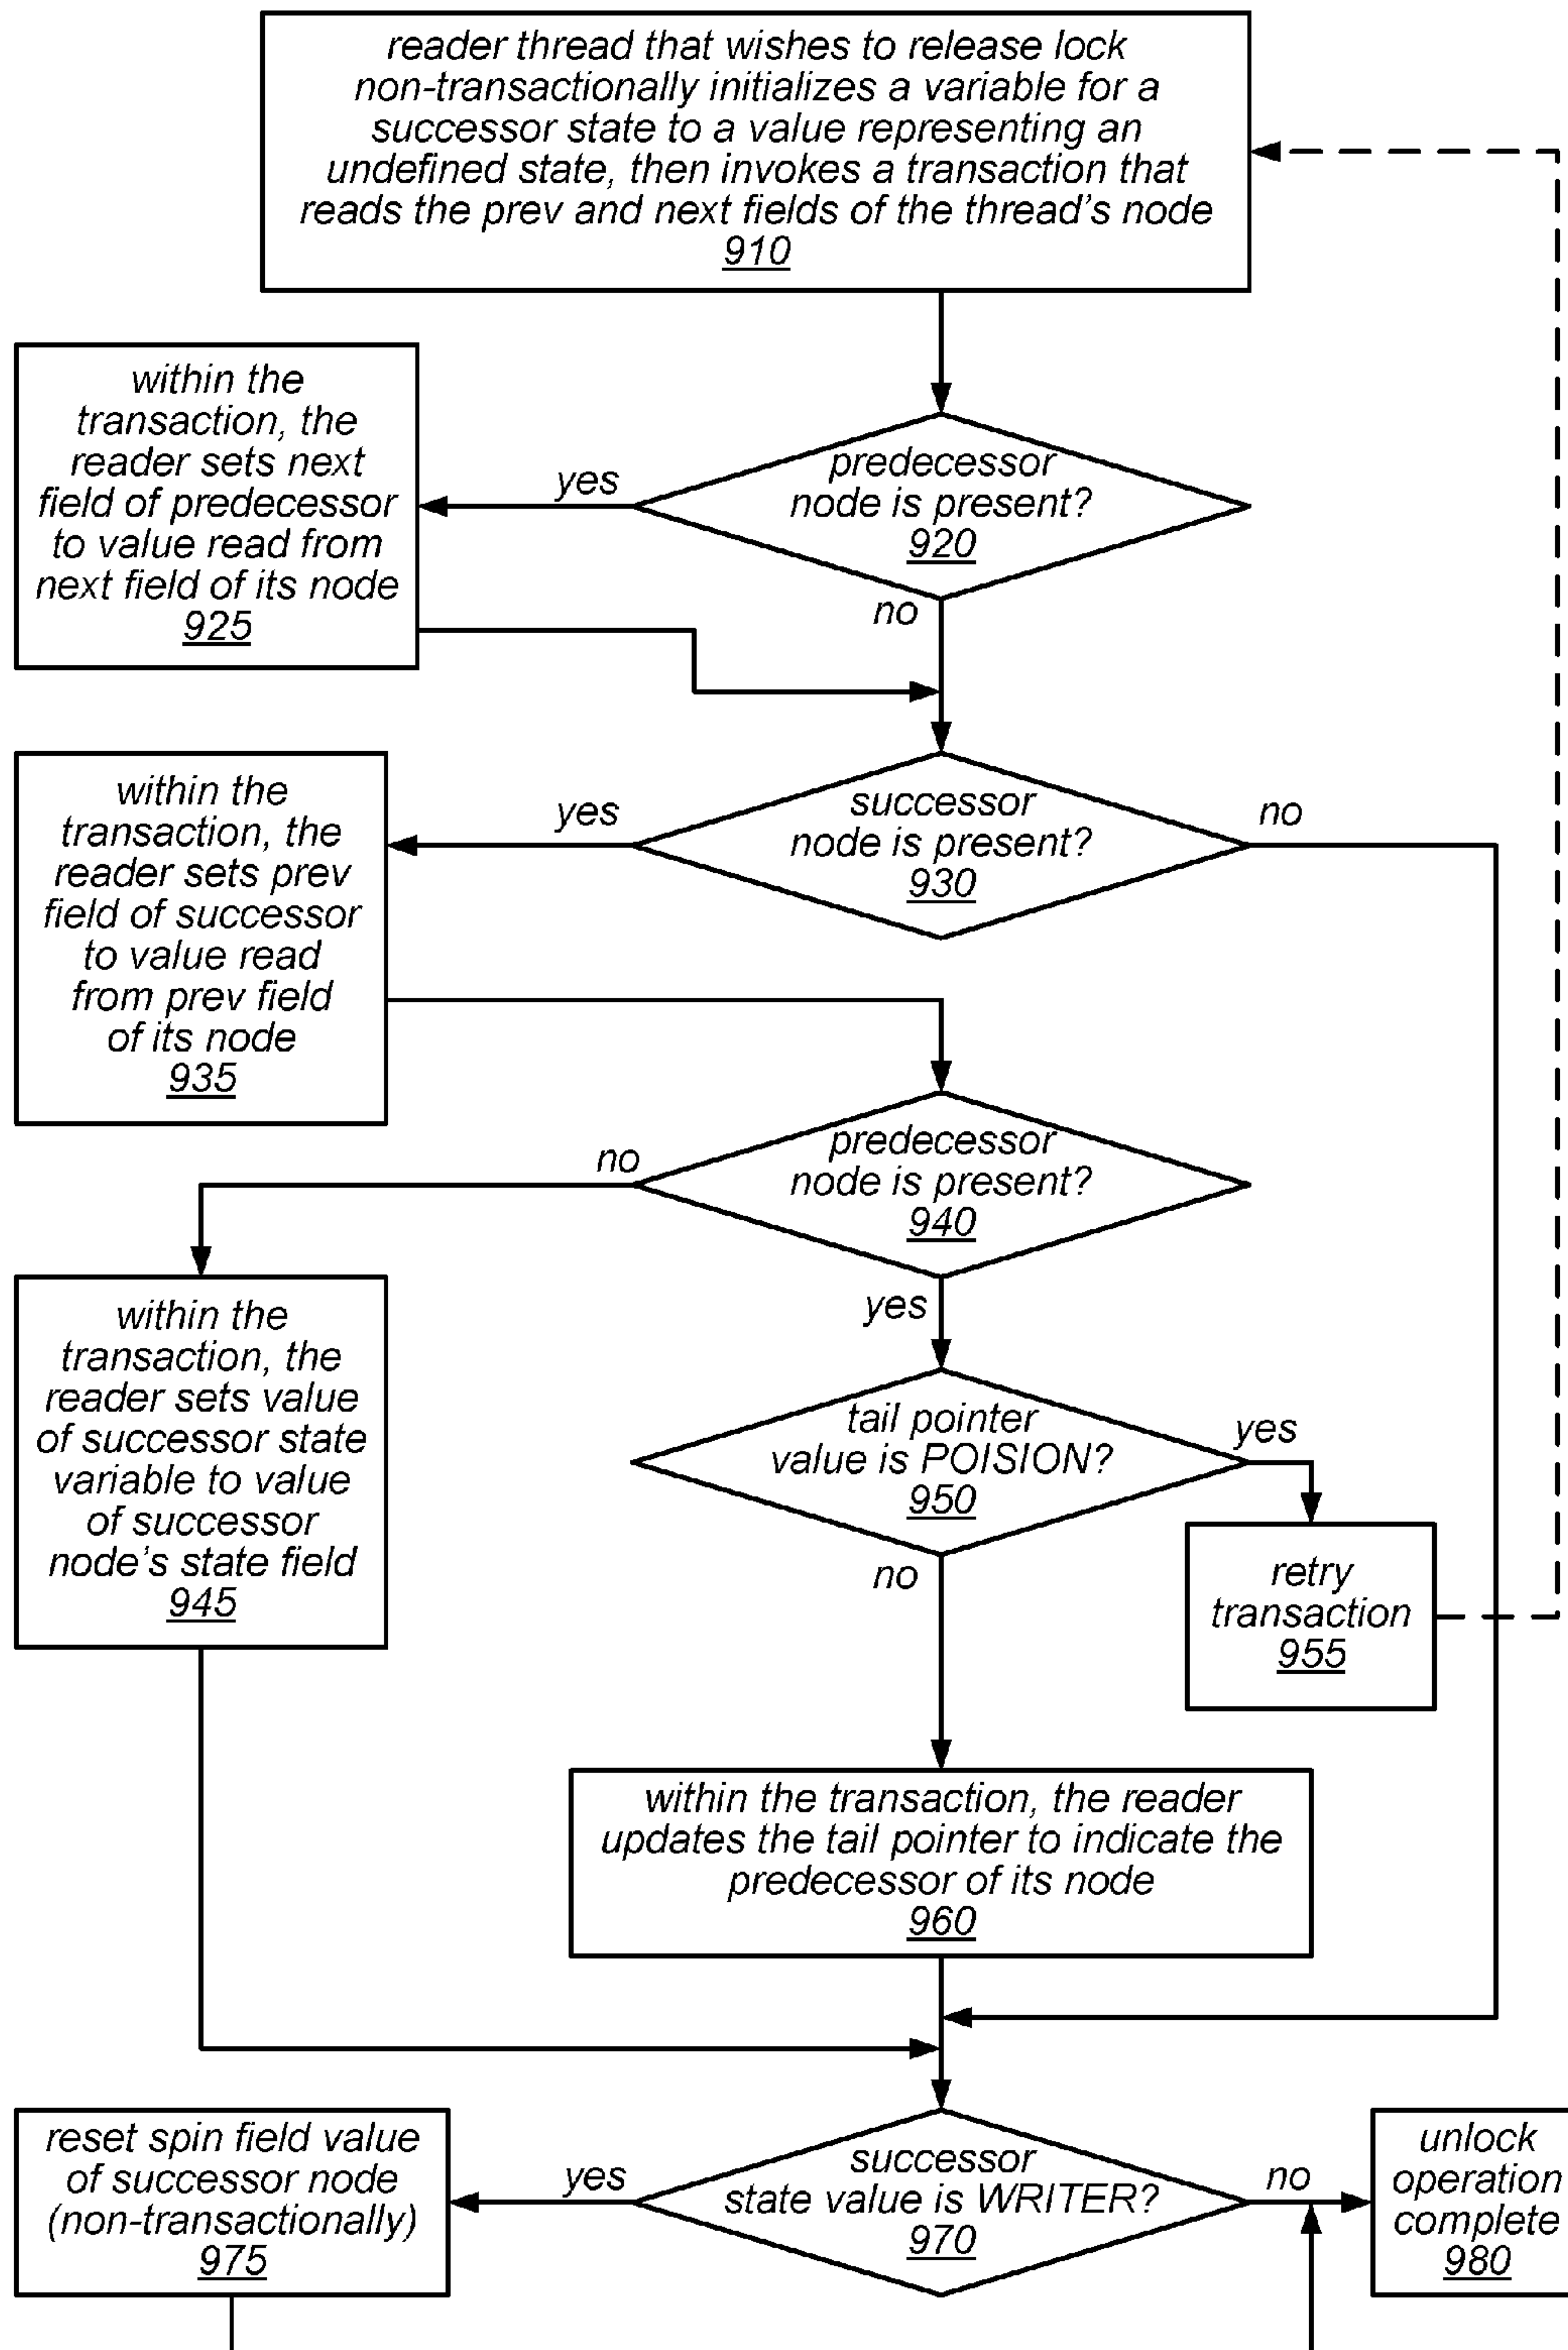 reader thread that wishes to release lock
non-transactionally initializes a variable for a
successor state to a value representing an
undefined state, then invokes a transaction that
reads the prev and next fields of the thread's node
910
within the
transaction, the
reader sets next
field of predecessor
to value read from
next field of its node
925
yes
predecessor
node is present?
920
no
within the
transaction, the
reader sets prev
field of successor
to value read
from prev field
of its node
935
yes
successor
node is present?
930
no
no
predecessor
node is present?
940
yes
within the
transaction, the
reader sets value
of successor state
variable to value
of successor
node's state field
945
tail pointer
value is POISION?
950
yes
no
retry
transaction
955
within the transaction, the reader
updates the tail pointer to indicate the
predecessor of its node
960
reset spin field value
of successor node
(non-transactionally)
975
yes
successor
state value is WRITER?
970
no
unlock
operation
complete
980